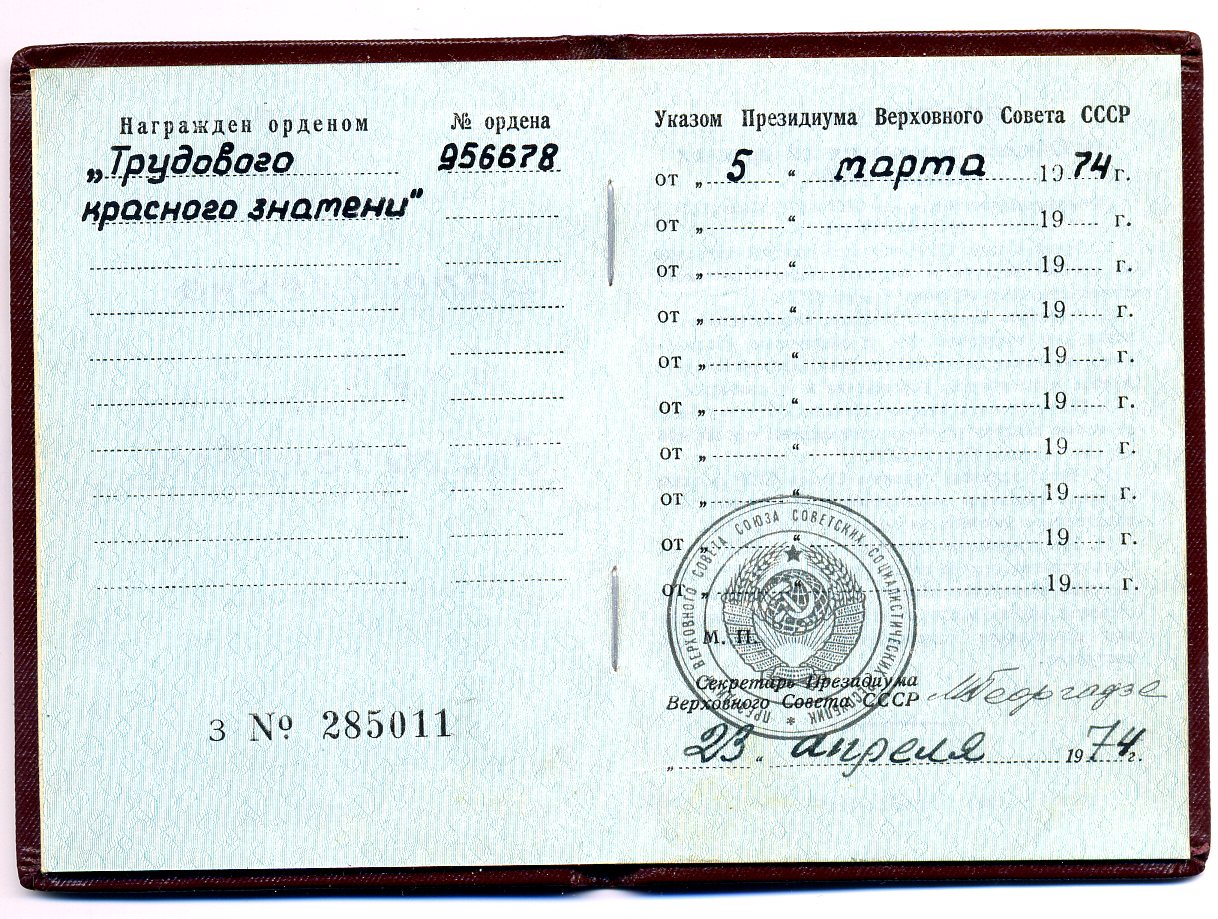 Награжден орденом
№ ордена
„Трудового
956678
красного знамени"
З № 285011
Указом Президиума Верховного Совета СССР
от „ 5 “ марта 1974 г.
от „ “ 19 г.
от „ “ 19 г.
от „ “ 19 г.
от „ “ 19 г.
от „ “ 19 г.
от „ “ 19 г.
от „ “ 19 г.
от „ “ 19 г.
от „ “ 19 г.
М. П.
ПРЕЗИДИУМ ВЕРХОВНОГО СОВЕТА СОЮЗА СОВЕТСКИХ СОЦИАЛИСТИЧЕСКИХ РЕСПУБЛИК
Секретарь Президиума
Верховного Совета СССР МГеоргадзе
„ 23 “ апреля 1974 г.